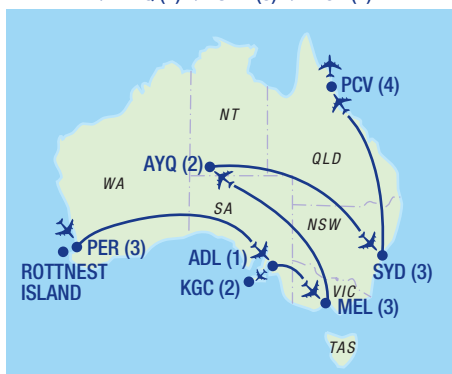 PCV (4)
NT
QLD
AYQ (2)
WA
SA
NSW
PER (3)
ROTTNEST
ISLAND
ADL (1)
KGC (2)
SYD (3)
VIC
MEL (3)
TAS